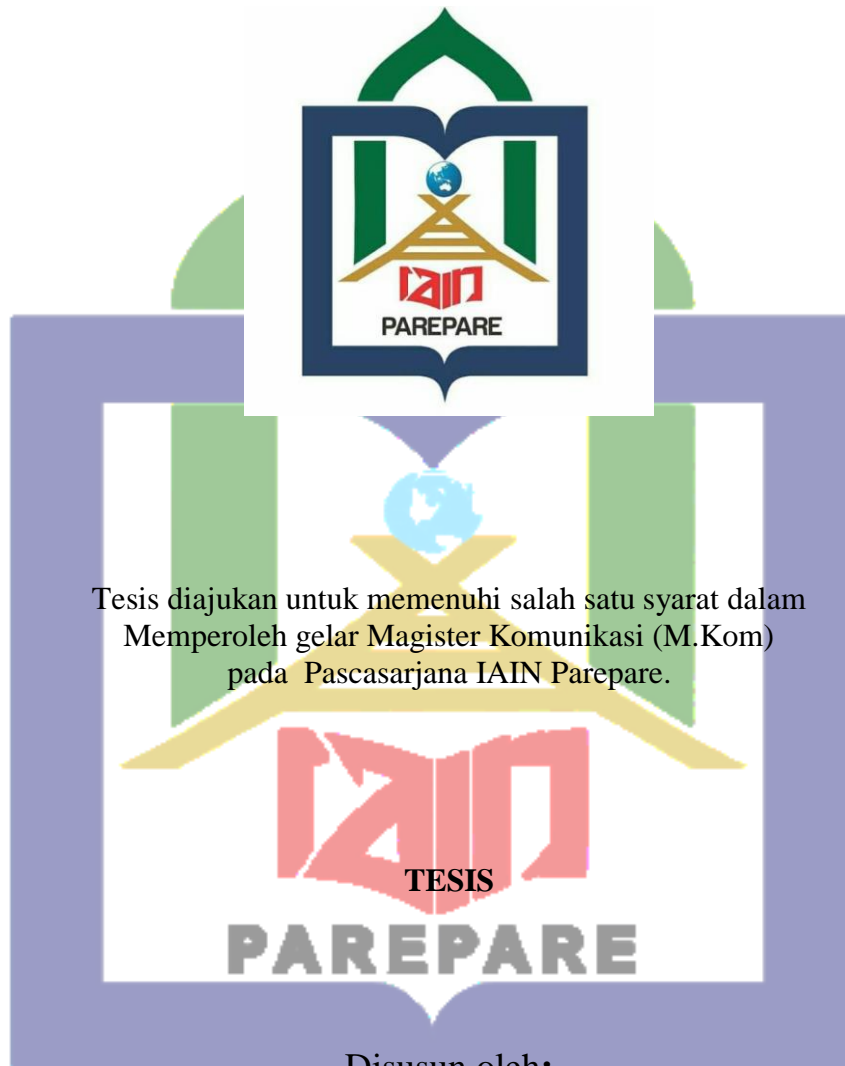 IAIN
PAREPARE
Tesis diajukan untuk memenuhi salah satu syarat dalam
Memperoleh gelar Magister Komunikasi (M.Kom)
pada Pascasarjana IAIN Parepare.
IAIN
TESIS
PAREPARE
Disusun oleh: